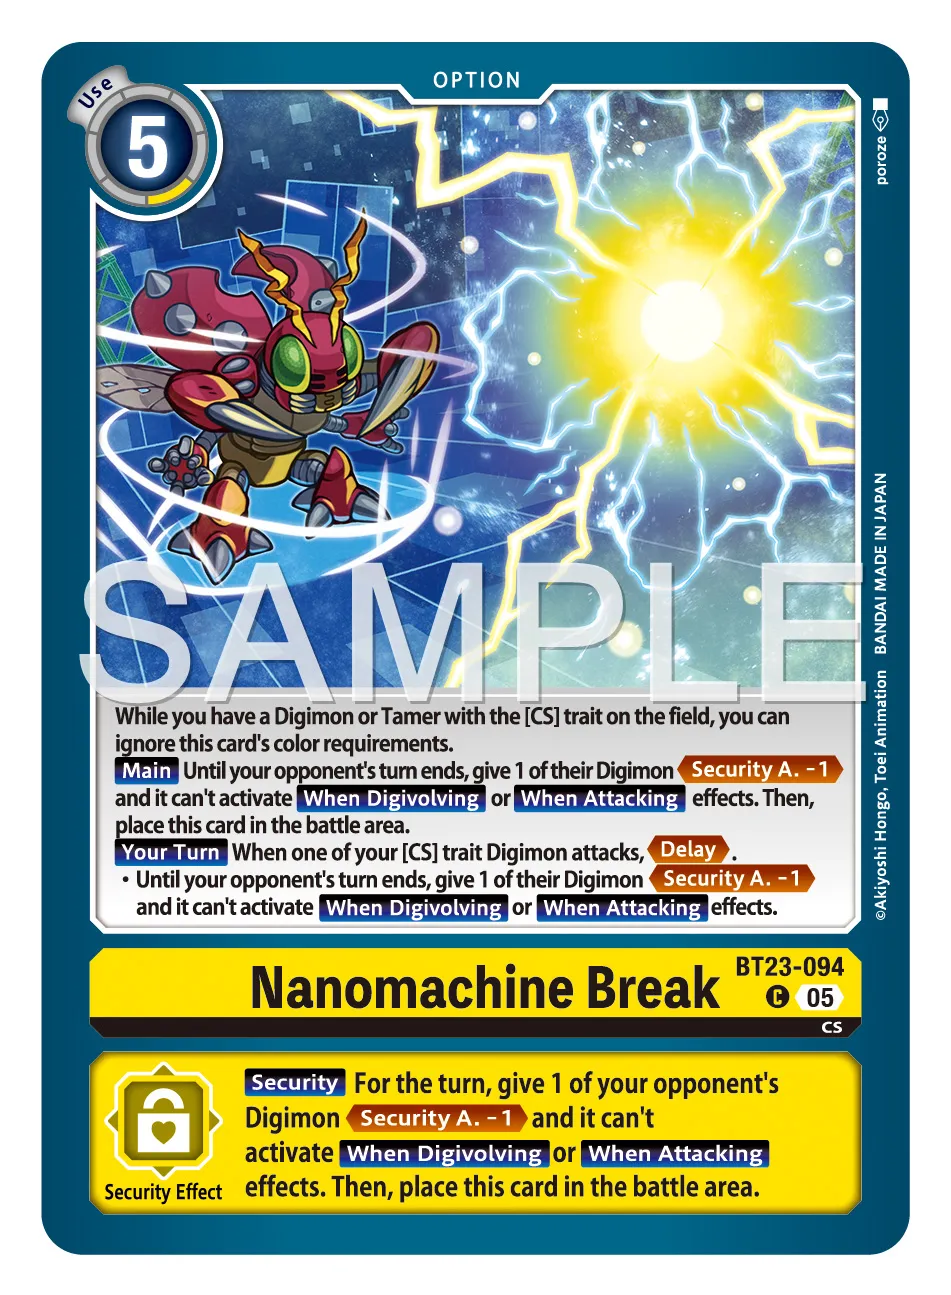 OPTION
Use
5
poroze
SAMPLE
While you have a Digimon or Tamer with the [CS] trait on the field, you can
ignore this card's color requirements.
Main Until your opponent's turn ends, give 1 of their Digimon Security A. -1
and it can't activate When Digivolving or When Attacking effects. Then,
place this card in the battle area.
Your Turn When one of your [CS] trait Digimon attacks, Delay.
・Until your opponent's turn ends, give 1 of their Digimon Security A. -1
and it can't activate When Digivolving or When Attacking effects.
©Akiyoshi Hongo, Toei Animation BANDAI MADE IN JAPAN
Nanomachine Break
BT23-094
C 05
CS
Security For the turn, give 1 of your opponent's
Digimon Security A. -1 and it can't
activate When Digivolving or When Attacking
effects. Then, place this card in the battle area.
Security Effect